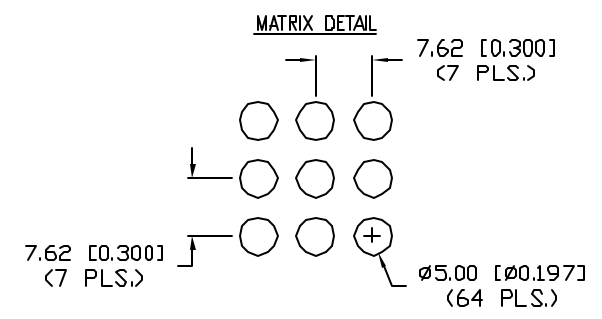 MATRIX DETAIL
7.62 [0.300]
(7 PLS.)
7.62 [0.300]
(7 PLS.)
Ø5.00 [Ø0.197]
(64 PLS.)